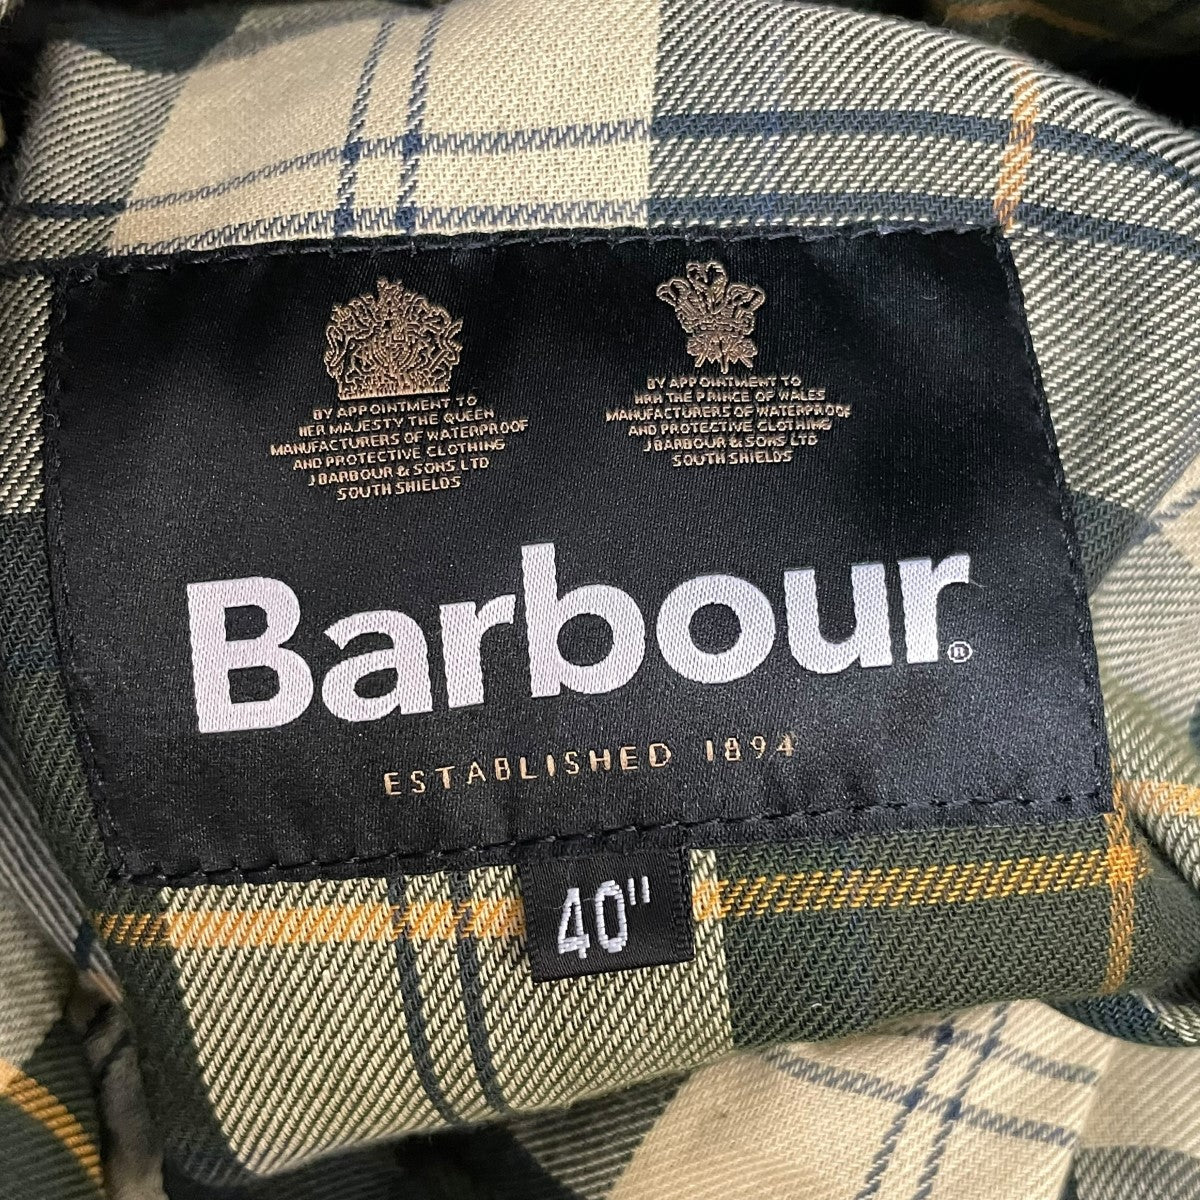 BY APPOINTMENT TO
HER MAJESTY THE QUEEN
MANUFACTURERS OF WATERPROOF
AND PROTECTIVE CLOTHING
J BARBOUR & SONS LTD
SOUTH SHIELDS
BY APPOINTMENT TO
HRH THE PRINCE OF WALES
MANUFACTURERS OF WATERPROOF
AND PROTECTIVE CLOTHING
J BARBOUR & SONS LTD
SOUTH SHIELDS
Barbour®
ESTABLISHED 1894
40"